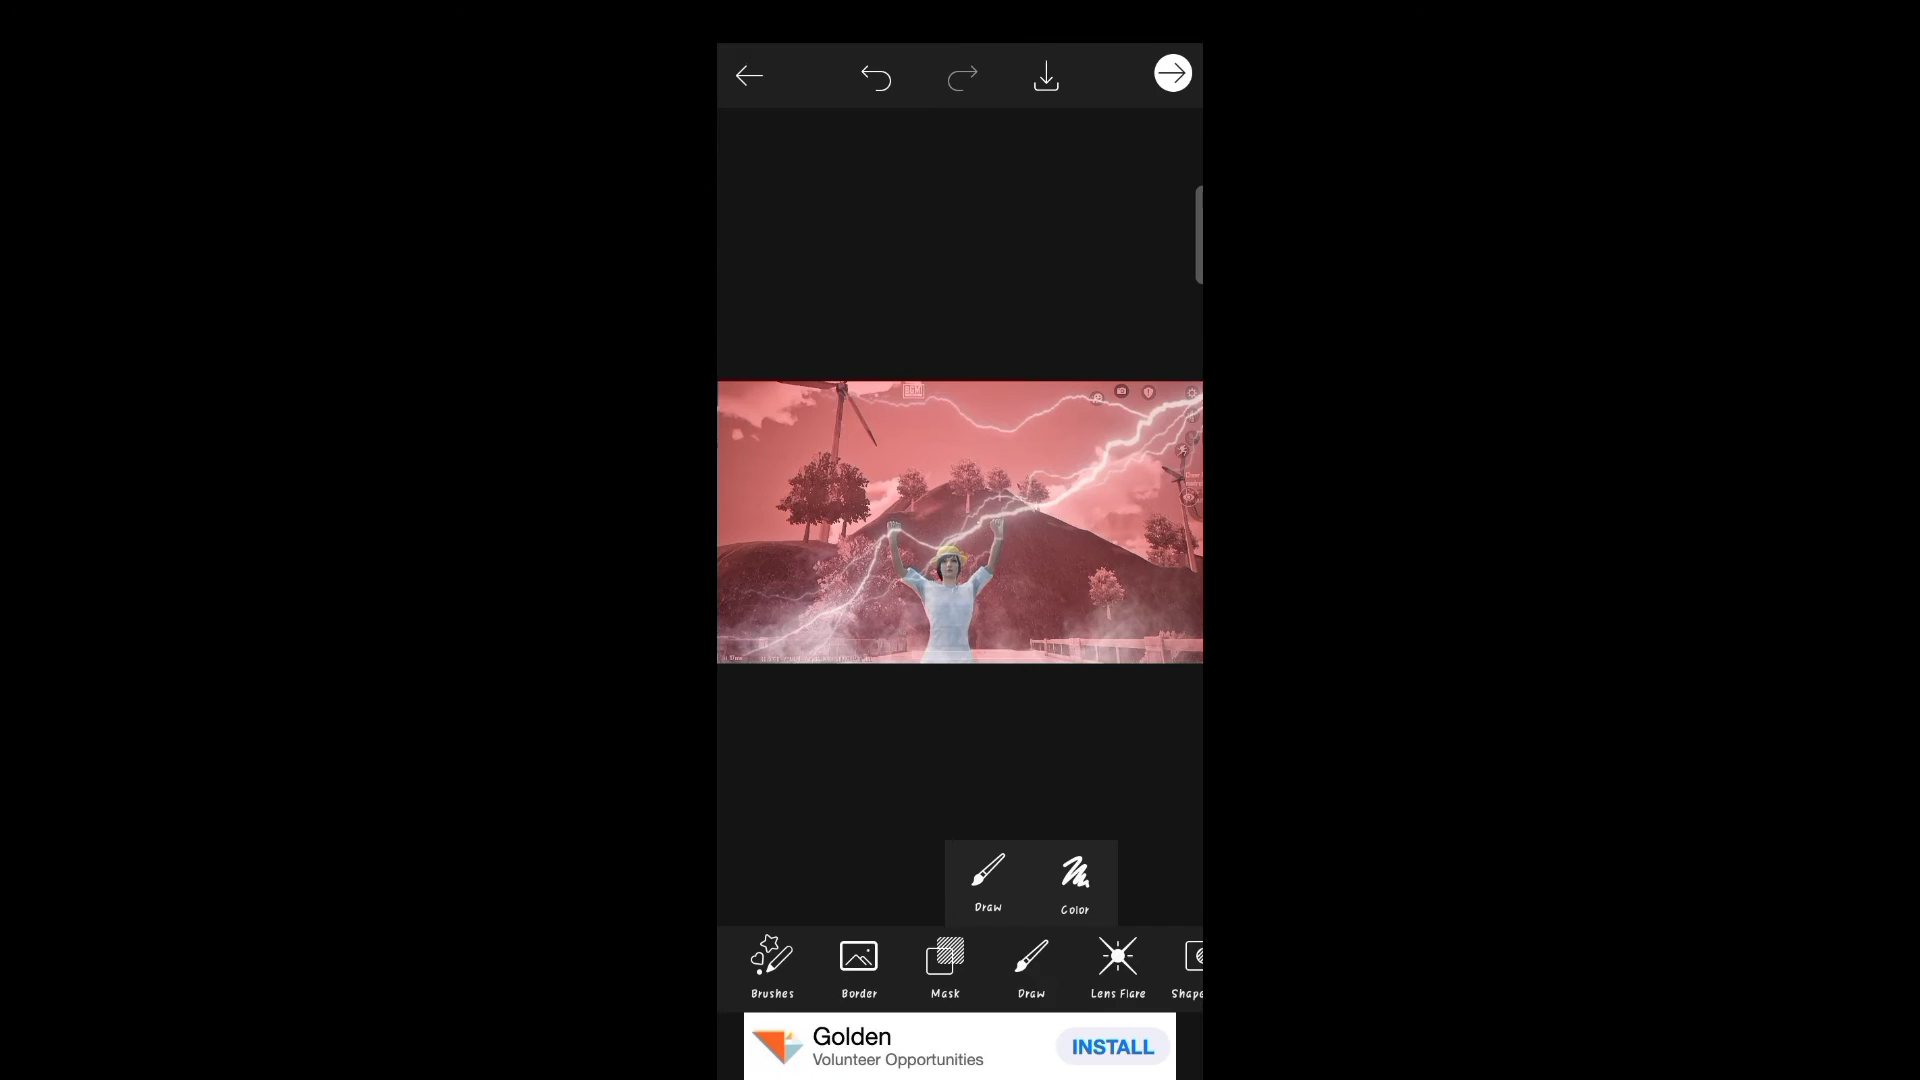 Draw
Color
Brushes
Border
Mask
Draw
Lens Flare
Shape
Golden
Volunteer Opportunities
INSTALL